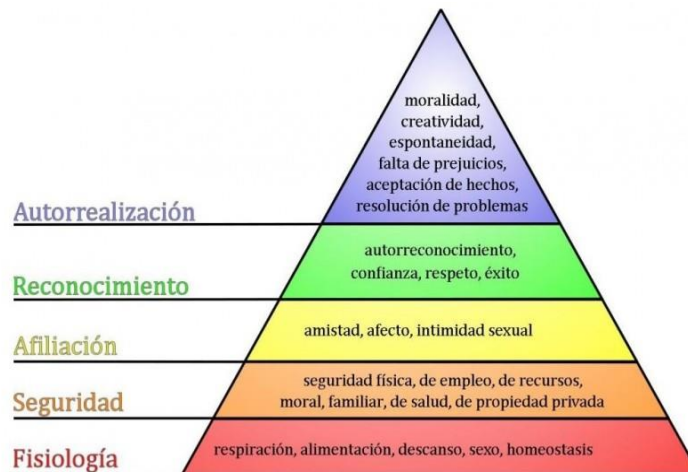 moralidad,
creatividad,
espontaneidad,
falta de prejuicios,
aceptación de hechos,
resolución de problemas
Autorrealización
autorreconocimiento,
confianza, respeto, éxito
Reconocimiento
amistad, afecto, intimidad sexual
Afiliación
seguridad física, de empleo, de recursos,
moral, familiar, de salud, de propiedad privada
Seguridad
respiración, alimentación, descanso, sexo, homeostasis
Fisiología